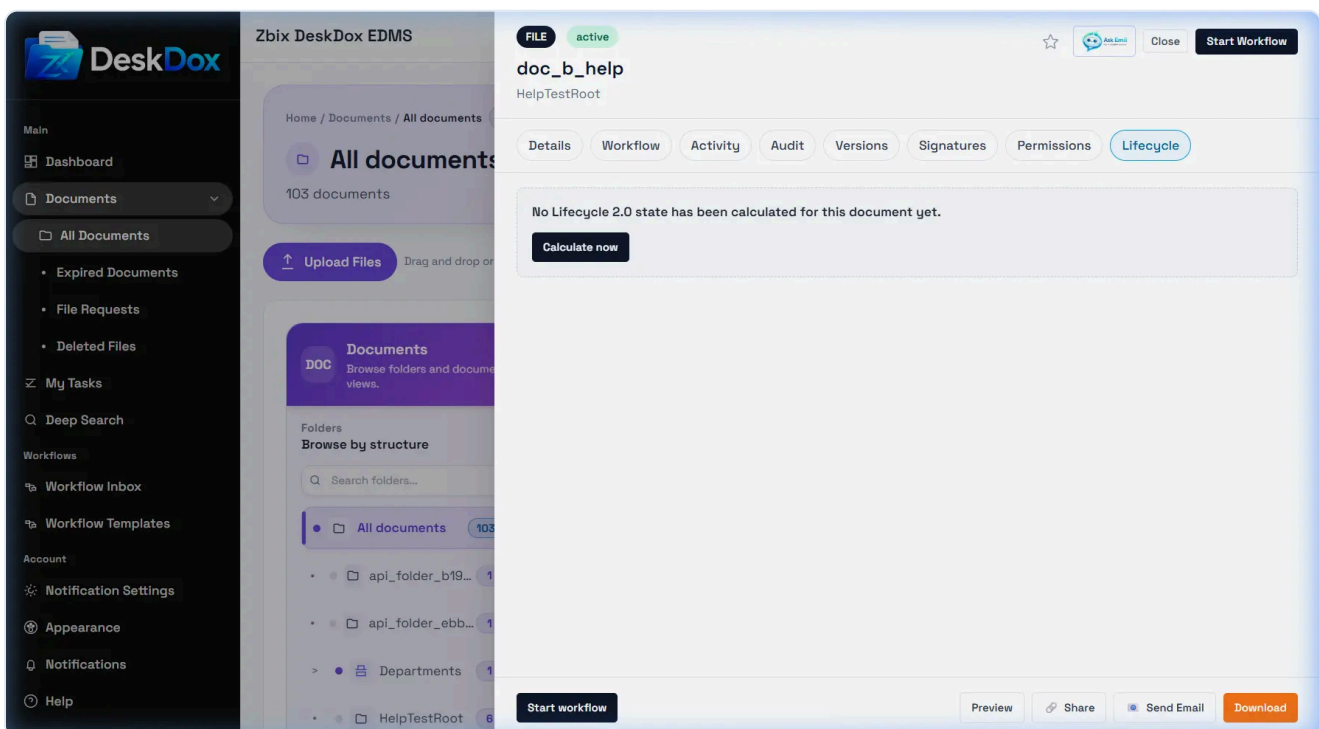 DeskDox
Main
Dashboard
Documents
All Documents
Expired Documents
File Requests
Deleted Files
My Tasks
Deep Search
Workflows
Workflow Inbox
Workflow Templates
Account
Notification Settings
Appearance
Notifications
Help
Zbix DeskDox EDMS
Home / Documents / All documents
All documents
103 documents
Upload Files
Drag and drop or
DOC
Documents
Browse folders and docume
views.
Folders
Browse by structure
Search folders...
All documents 103
api_folder_b19... 1
api_folder_ebb... 1
Departments 1
HelpTestRoot 6
FILE active
Ask Emii
Close
Start Workflow
doc_b_help
HelpTestRoot
Details Workflow Activity Audit Versions Signatures Permissions Lifecycle
No Lifecycle 2.0 state has been calculated for this document yet.
Calculate now
Start workflow
Preview Share Send Email Download